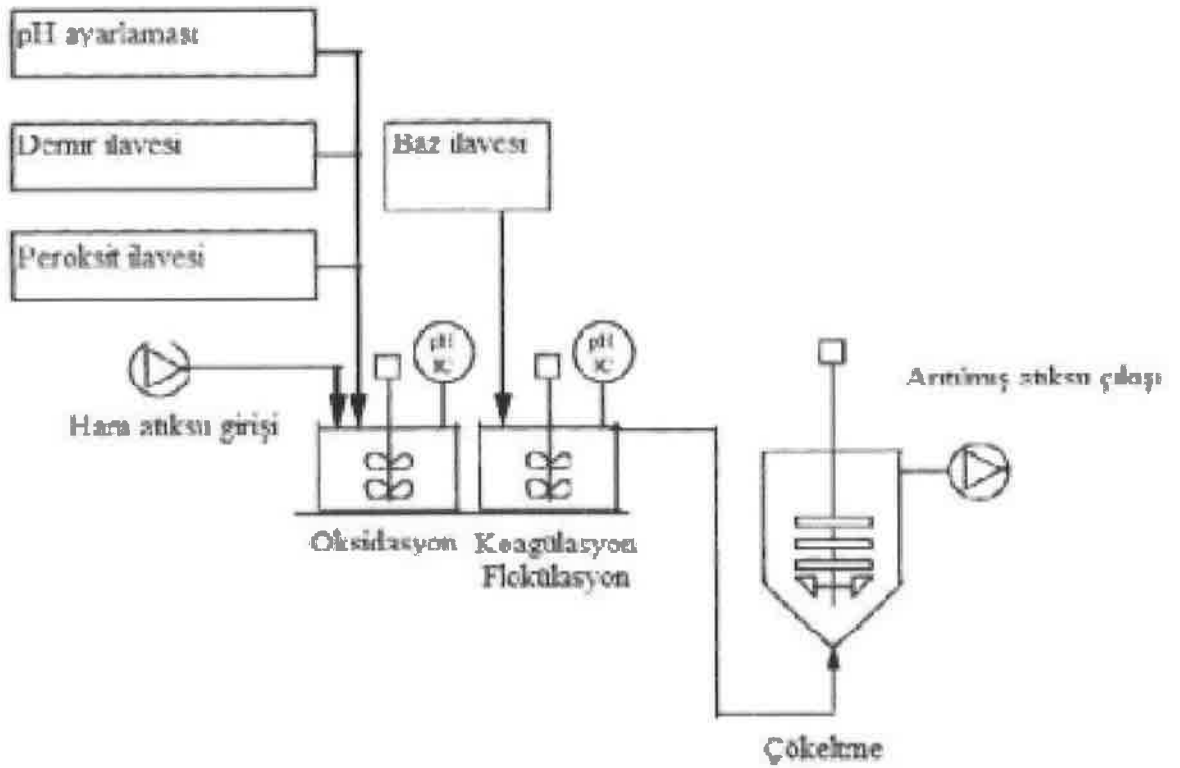 pH ayarlaması
Demir ilavesi
Baz ilavesi
Peroksit ilavesi
pH
pH
Ham atıksu girişi
Arıtılmış atıksu çıkışı
Oksidasyon
Koagülasyon
Flokülasyon
Çökeltme